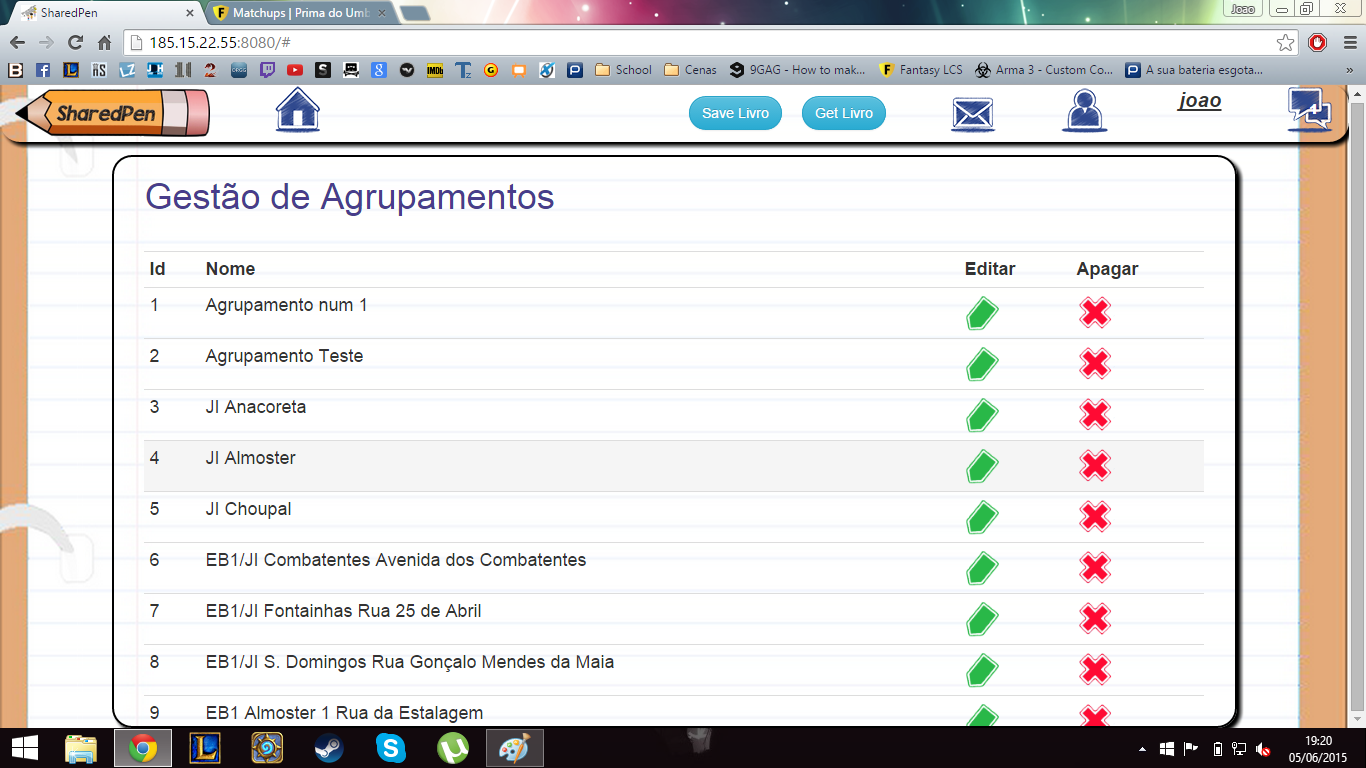 SharedPen
Matchups | Prima do Umb
Joao
185.15.22.55:8080/#
School
Cenas
9GAG - How to mak...
Fantasy LCS
Arma 3 - Custom Co...
A sua bateria esgota...
»
SharedPen
Save Livro
Get Livro
joao
Gestão de Agrupamentos
Id Nome Editar Apagar
1 Agrupamento num 1
2 Agrupamento Teste
3 JI Anacoreta
4 JI Almoster
5 JI Choupal
6 EB1/JI Combatentes Avenida dos Combatentes
7 EB1/JI Fontainhas Rua 25 de Abril
8 EB1/JI S. Domingos Rua Gonçalo Mendes da Maia
9 EB1 Almoster 1 Rua da Estalagem
19:20
05/06/2015